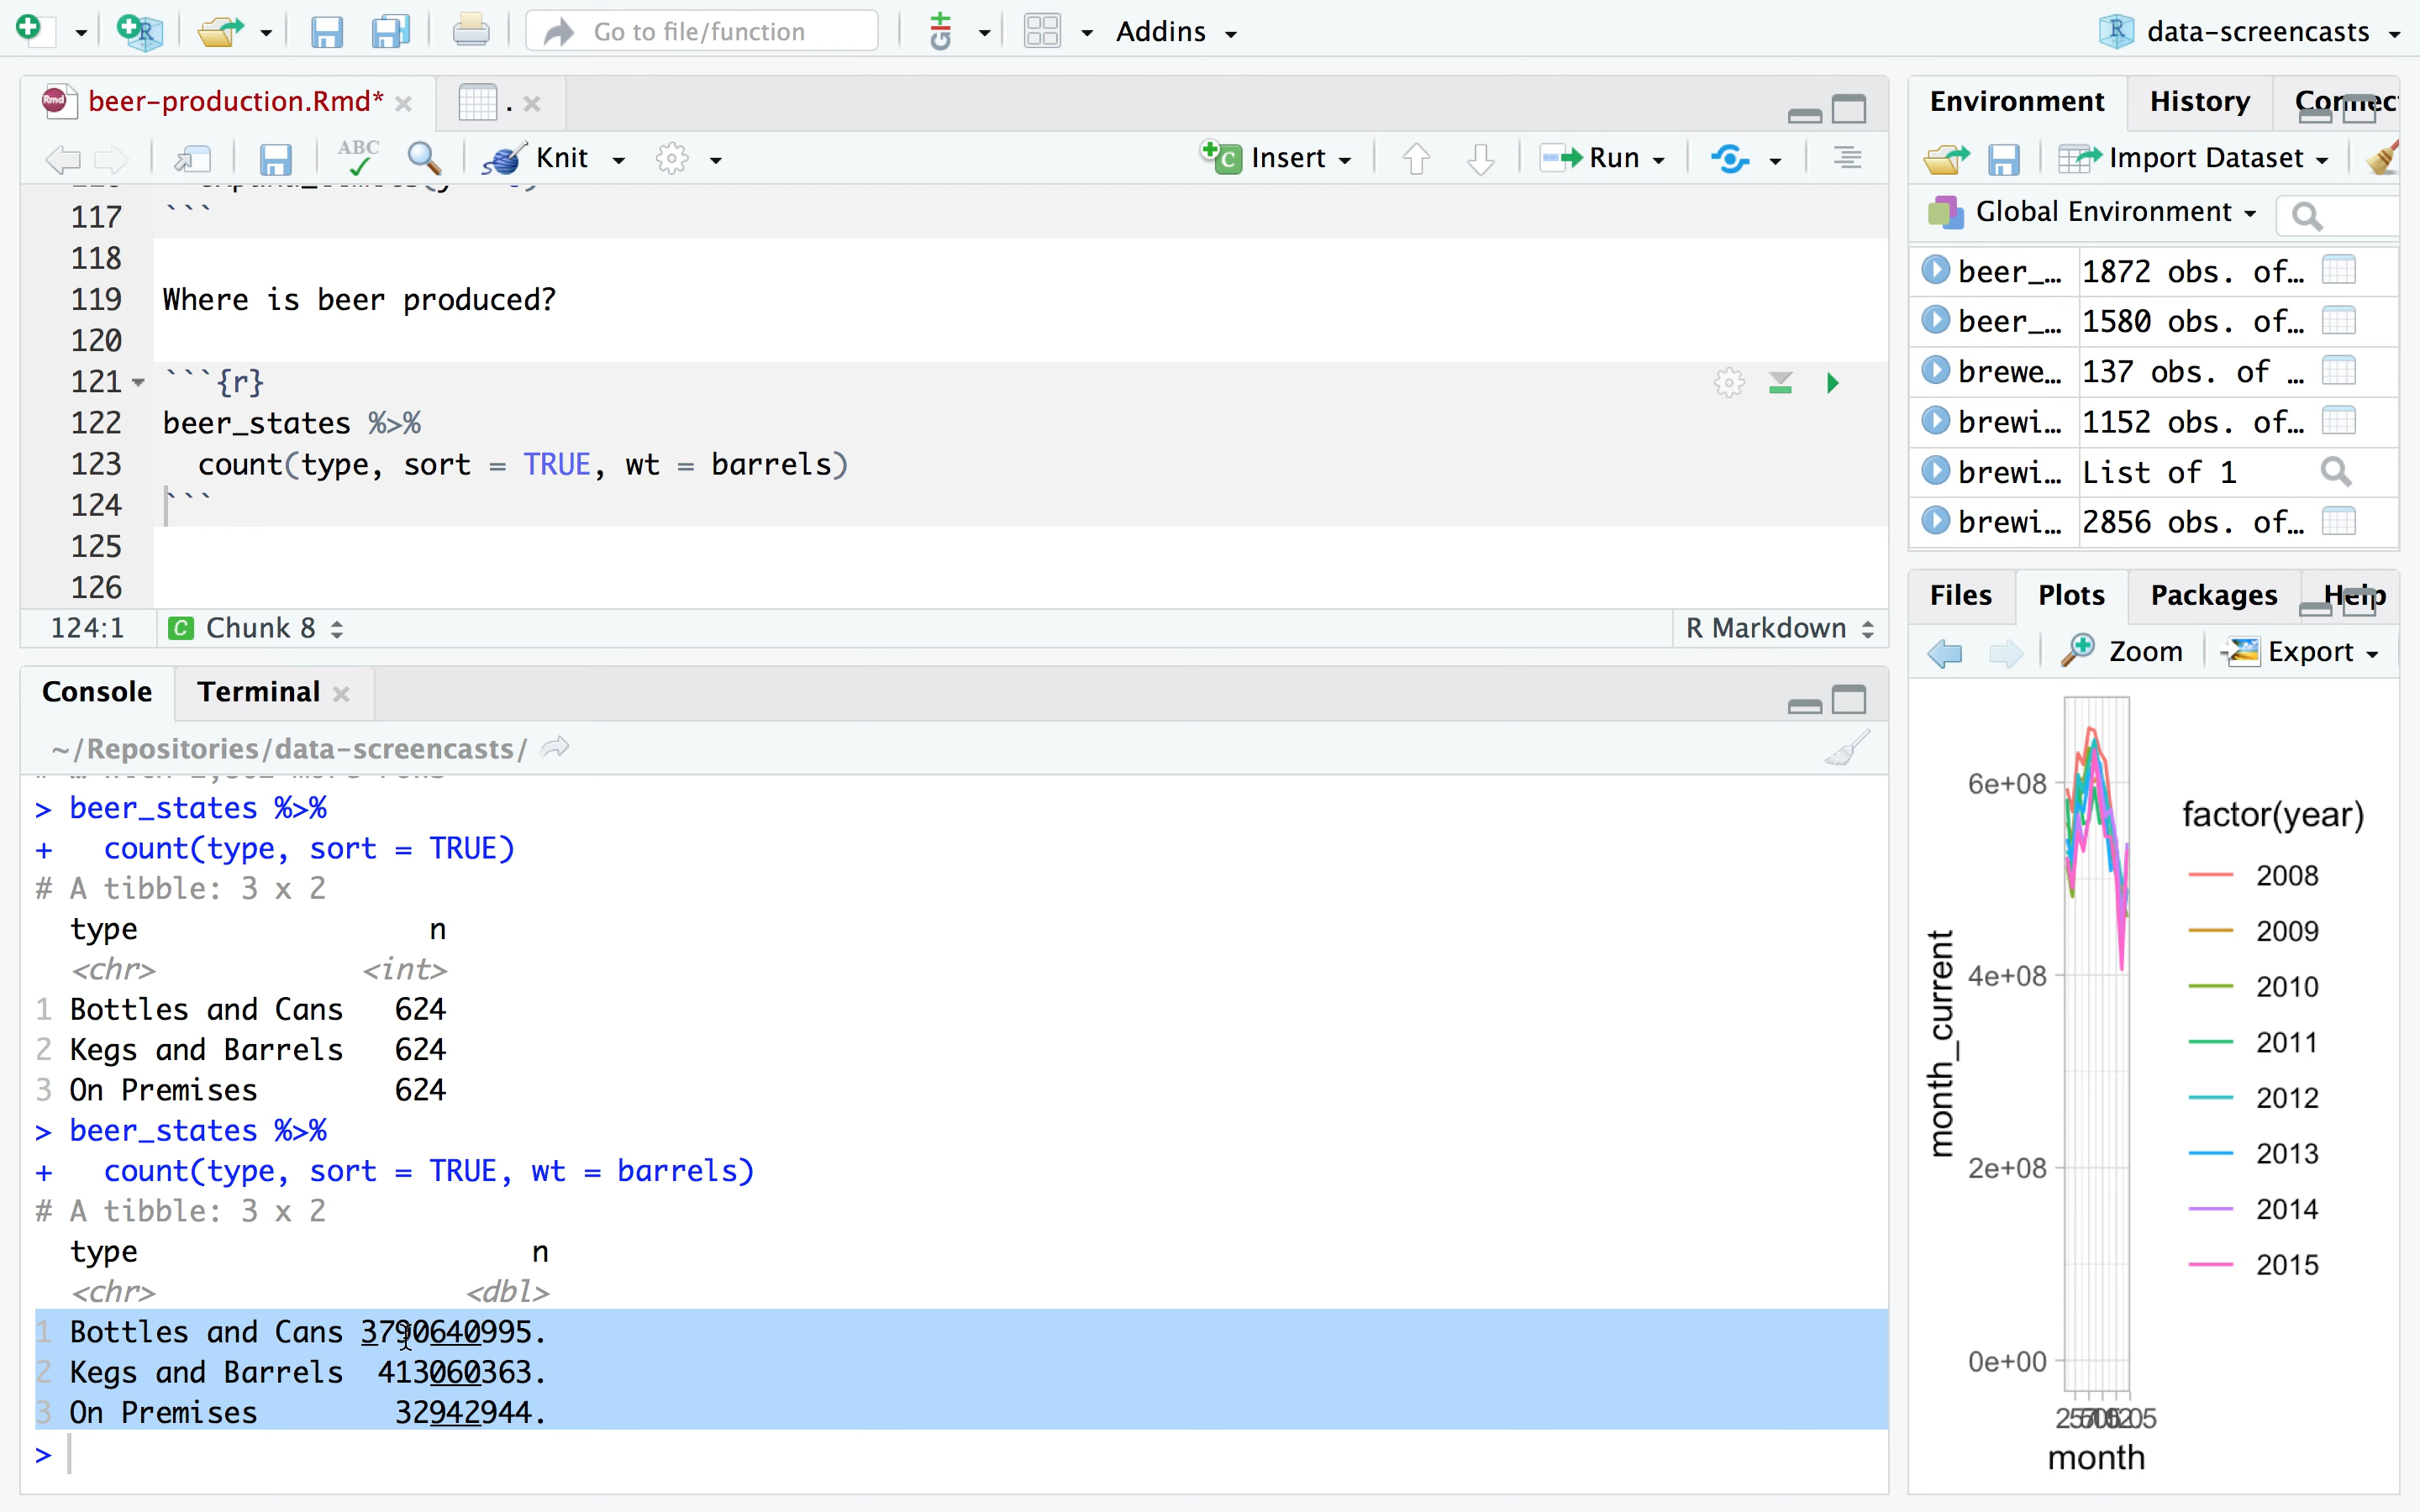 Go to file/function
Addins
data-screencasts
beer-production.Rmd*
.
ABC
Knit
Insert
Run
117 ```
118
119 Where is beer produced?
120
121 ```{r}
122 beer_states %>%
123 count(type, sort = TRUE, wt = barrels)
124 ```
125
126
124:1 Chunk 8 R Markdown
Console Terminal
~/Repositories/data-screencasts/
> beer_states %>%
+ count(type, sort = TRUE)
# A tibble: 3 x 2
type n
<chr> <int>
1 Bottles and Cans 624
2 Kegs and Barrels 624
3 On Premises 624
> beer_states %>%
+ count(type, sort = TRUE, wt = barrels)
# A tibble: 3 x 2
type n
<chr> <dbl>
1 Bottles and Cans 3790640995.
2 Kegs and Barrels 413060363.
3 On Premises 32942944.
>
Environment History Connec
Import Dataset
Global Environment
beer_… 1872 obs. of…
beer_… 1580 obs. of…
brewe… 137 obs. of …
brewi… 1152 obs. of…
brewi… List of 1
brewi… 2856 obs. of…
Files Plots Packages Help
Zoom Export
6e+08
4e+08
2e+08
0e+00
month_current
month
factor(year)
2008
2009
2010
2011
2012
2013
2014
2015